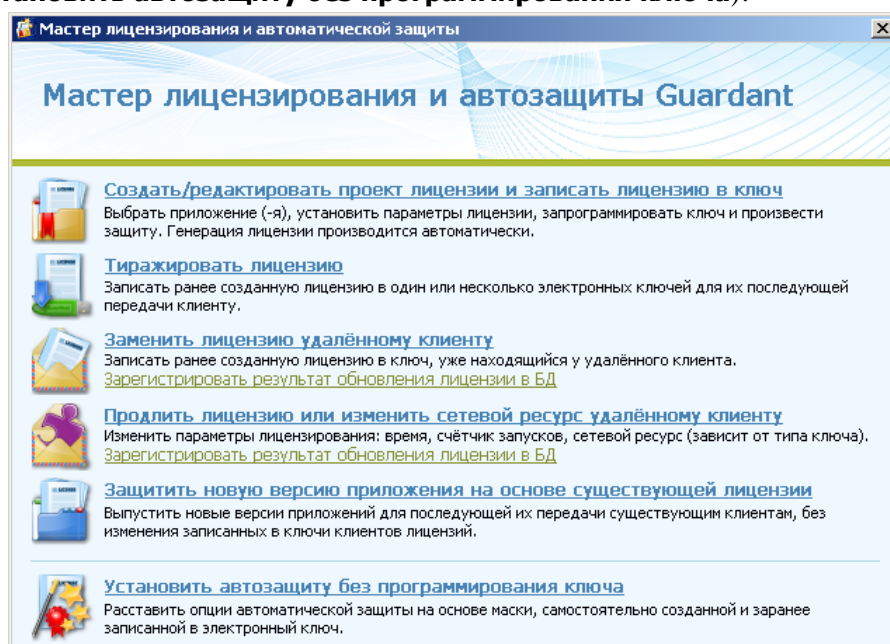 тановить автозащиту без программирования ключа).
Мастер лицензирования и автоматической защиты
Мастер лицензирования и автозащиты Guardant
Создать/редактировать проект лицензии и записать лицензию в ключ
Выбрать приложение (-я), установить параметры лицензии, запрограммировать ключ и произвести
защиту. Генерация лицензии производится автоматически.
Тиражировать лицензию
Записать ранее созданную лицензию в один или несколько электронных ключей для их последующей
передачи клиенту.
Заменить лицензию удалённому клиенту
Записать ранее созданную лицензию в ключ, уже находящийся у удалённого клиента.
Зарегистрировать результат обновления лицензии в БД
Продлить лицензию или изменить сетевой ресурс удалённому клиенту
Изменить параметры лицензирования: время, счётчик запусков, сетевой ресурс (зависит от типа ключа).
Зарегистрировать результат обновления лицензии в БД
Защитить новую версию приложения на основе существующей лицензии
Выпустить новые версии приложений для последующей их передачи существующим клиентам, без
изменения записанных в ключи клиентов лицензий.
Установить автозащиту без программирования ключа
Расставить опции автоматической защиты на основе маски, самостоятельно созданной и заранее
записанной в электронный ключ.